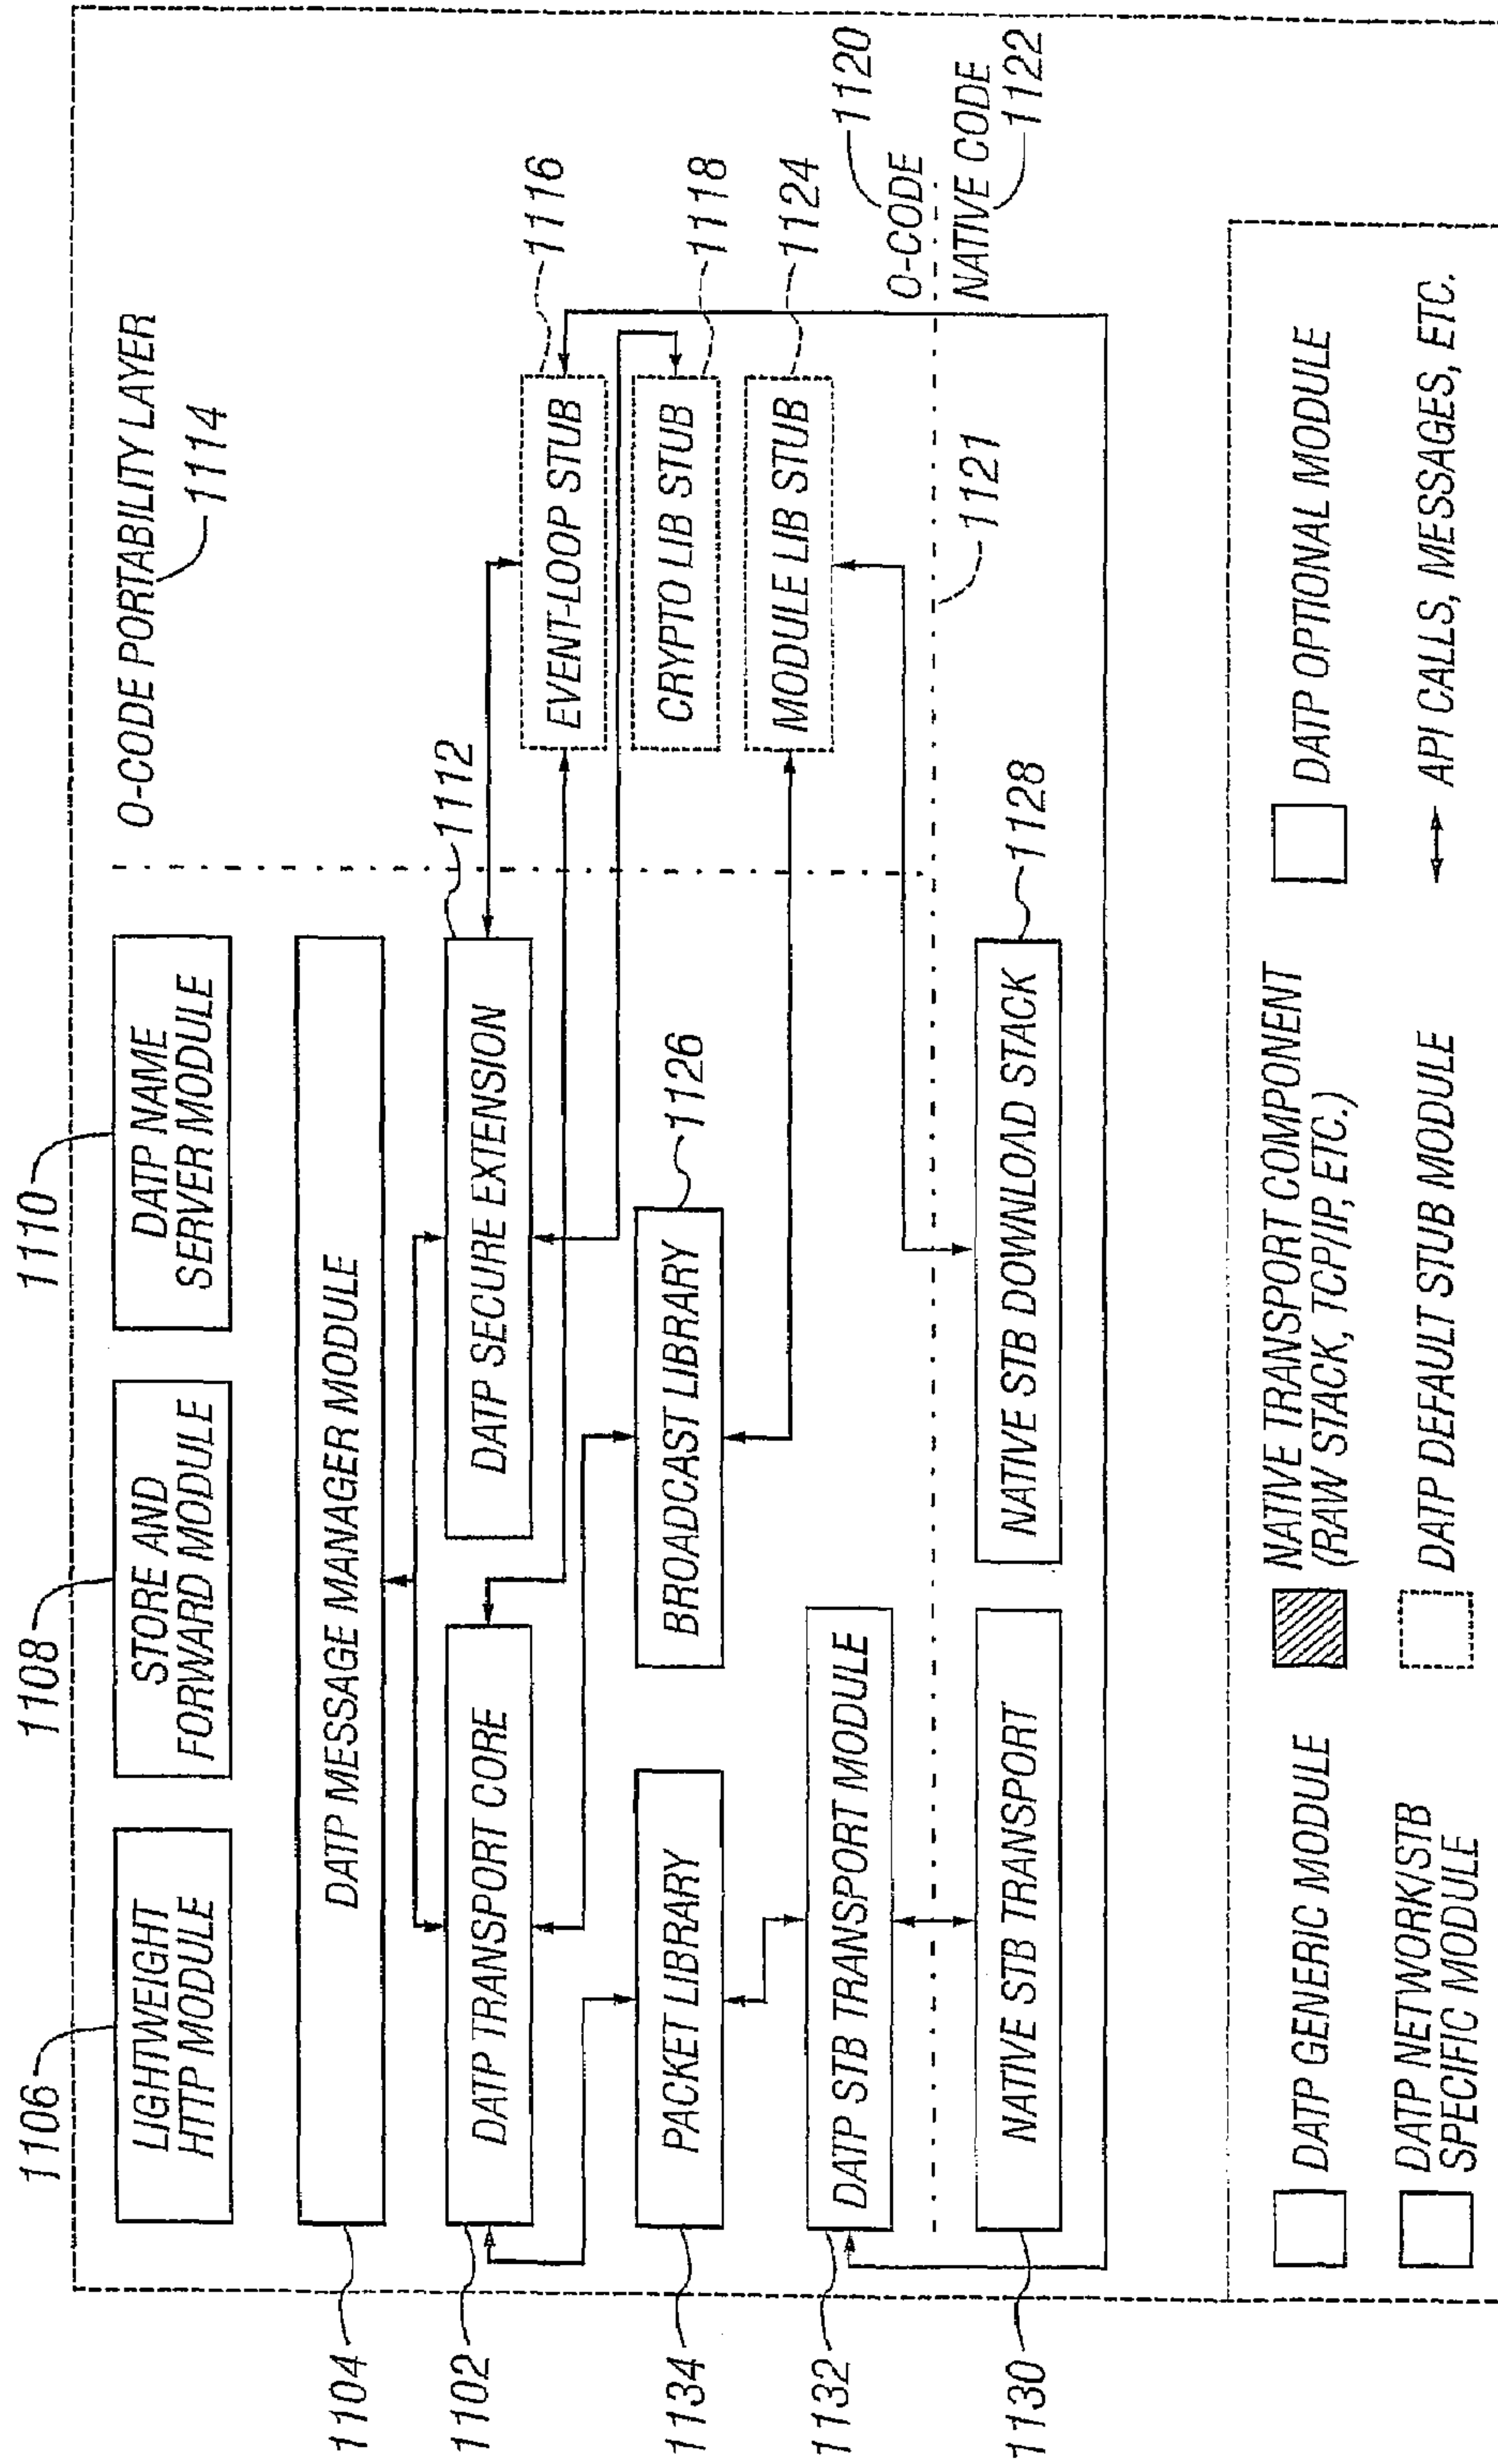 1106
1108
1110
LIGHTWEIGHT
HTTP MODULE
STORE AND
FORWARD MODULE
DATP NAME
SERVER MODULE
O-CODE PORTABILITY LAYER
1114
1104
DATP MESSAGE MANAGER MODULE
1112
1102
DATP TRANSPORT CORE
DATP SECURE EXTENSION
EVENT-LOOP STUB
1116
1134
PACKET LIBRARY
BROADCAST LIBRARY
1126
CRYPTO LIB STUB
1118
MODULE LIB STUB
1124
1132
DATP STB TRANSPORT MODULE
O-CODE
1120
NATIVE CODE
1122
1121
1130
NATIVE STB TRANSPORT
NATIVE STB DOWNLOAD STACK
1128
DATP GENERIC MODULE
NATIVE TRANSPORT COMPONENT
(RAW STACK, TCP/IP, ETC.)
DATP OPTIONAL MODULE
DATP NETWORK/STB
SPECIFIC MODULE
DATP DEFAULT STUB MODULE
API CALLS, MESSAGES, ETC.